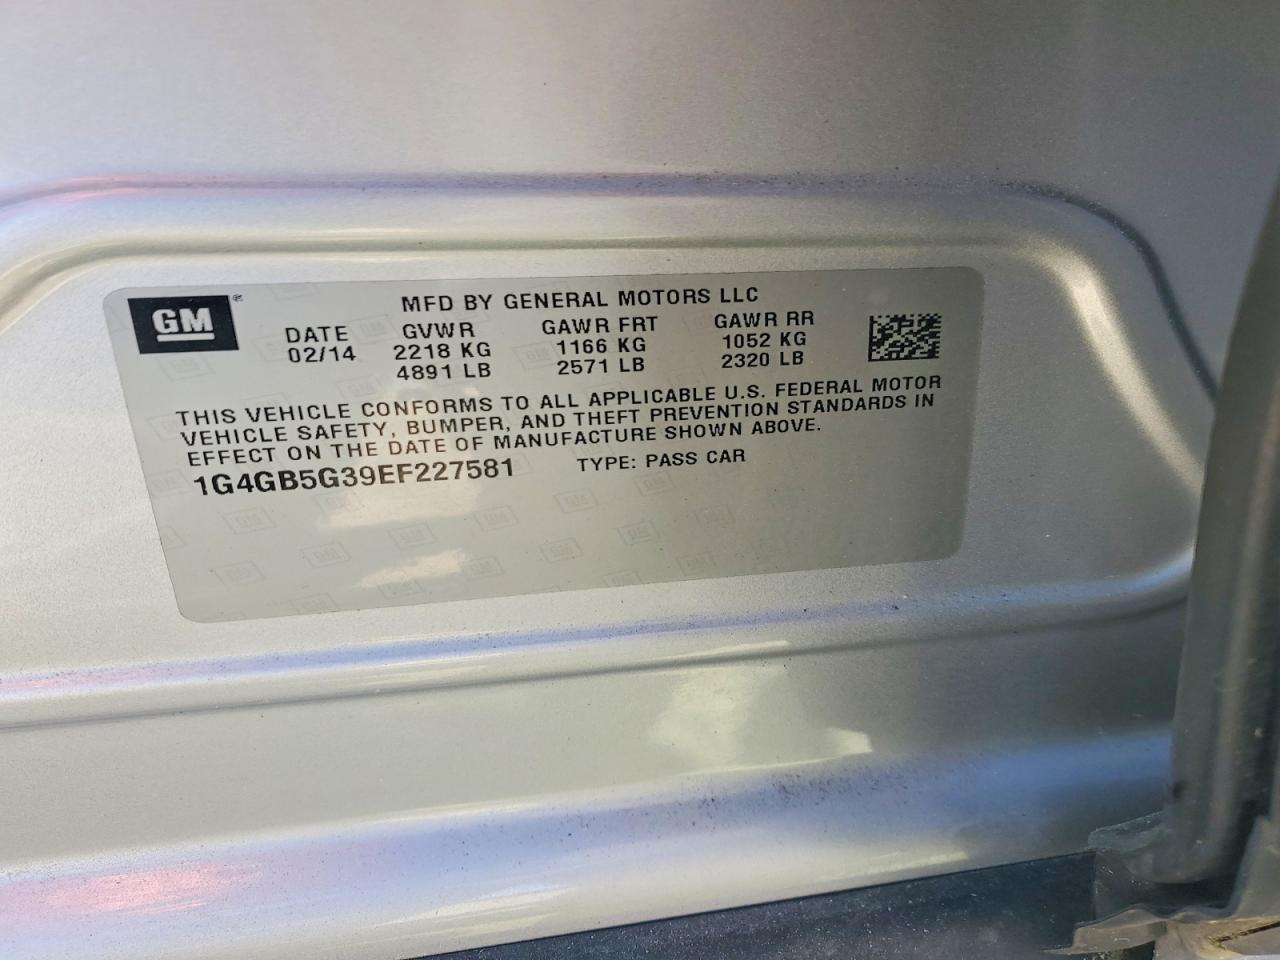 GM®
MFD BY GENERAL MOTORS LLC
DATE GVWR GAWR FRT GAWR RR
02/14 2218 KG 1166 KG 1052 KG
4891 LB 2571 LB 2320 LB
THIS VEHICLE CONFORMS TO ALL APPLICABLE U.S. FEDERAL MOTOR
VEHICLE SAFETY, BUMPER, AND THEFT PREVENTION STANDARDS IN
EFFECT ON THE DATE OF MANUFACTURE SHOWN ABOVE.
1G4GB5G39EF227581 TYPE: PASS CAR